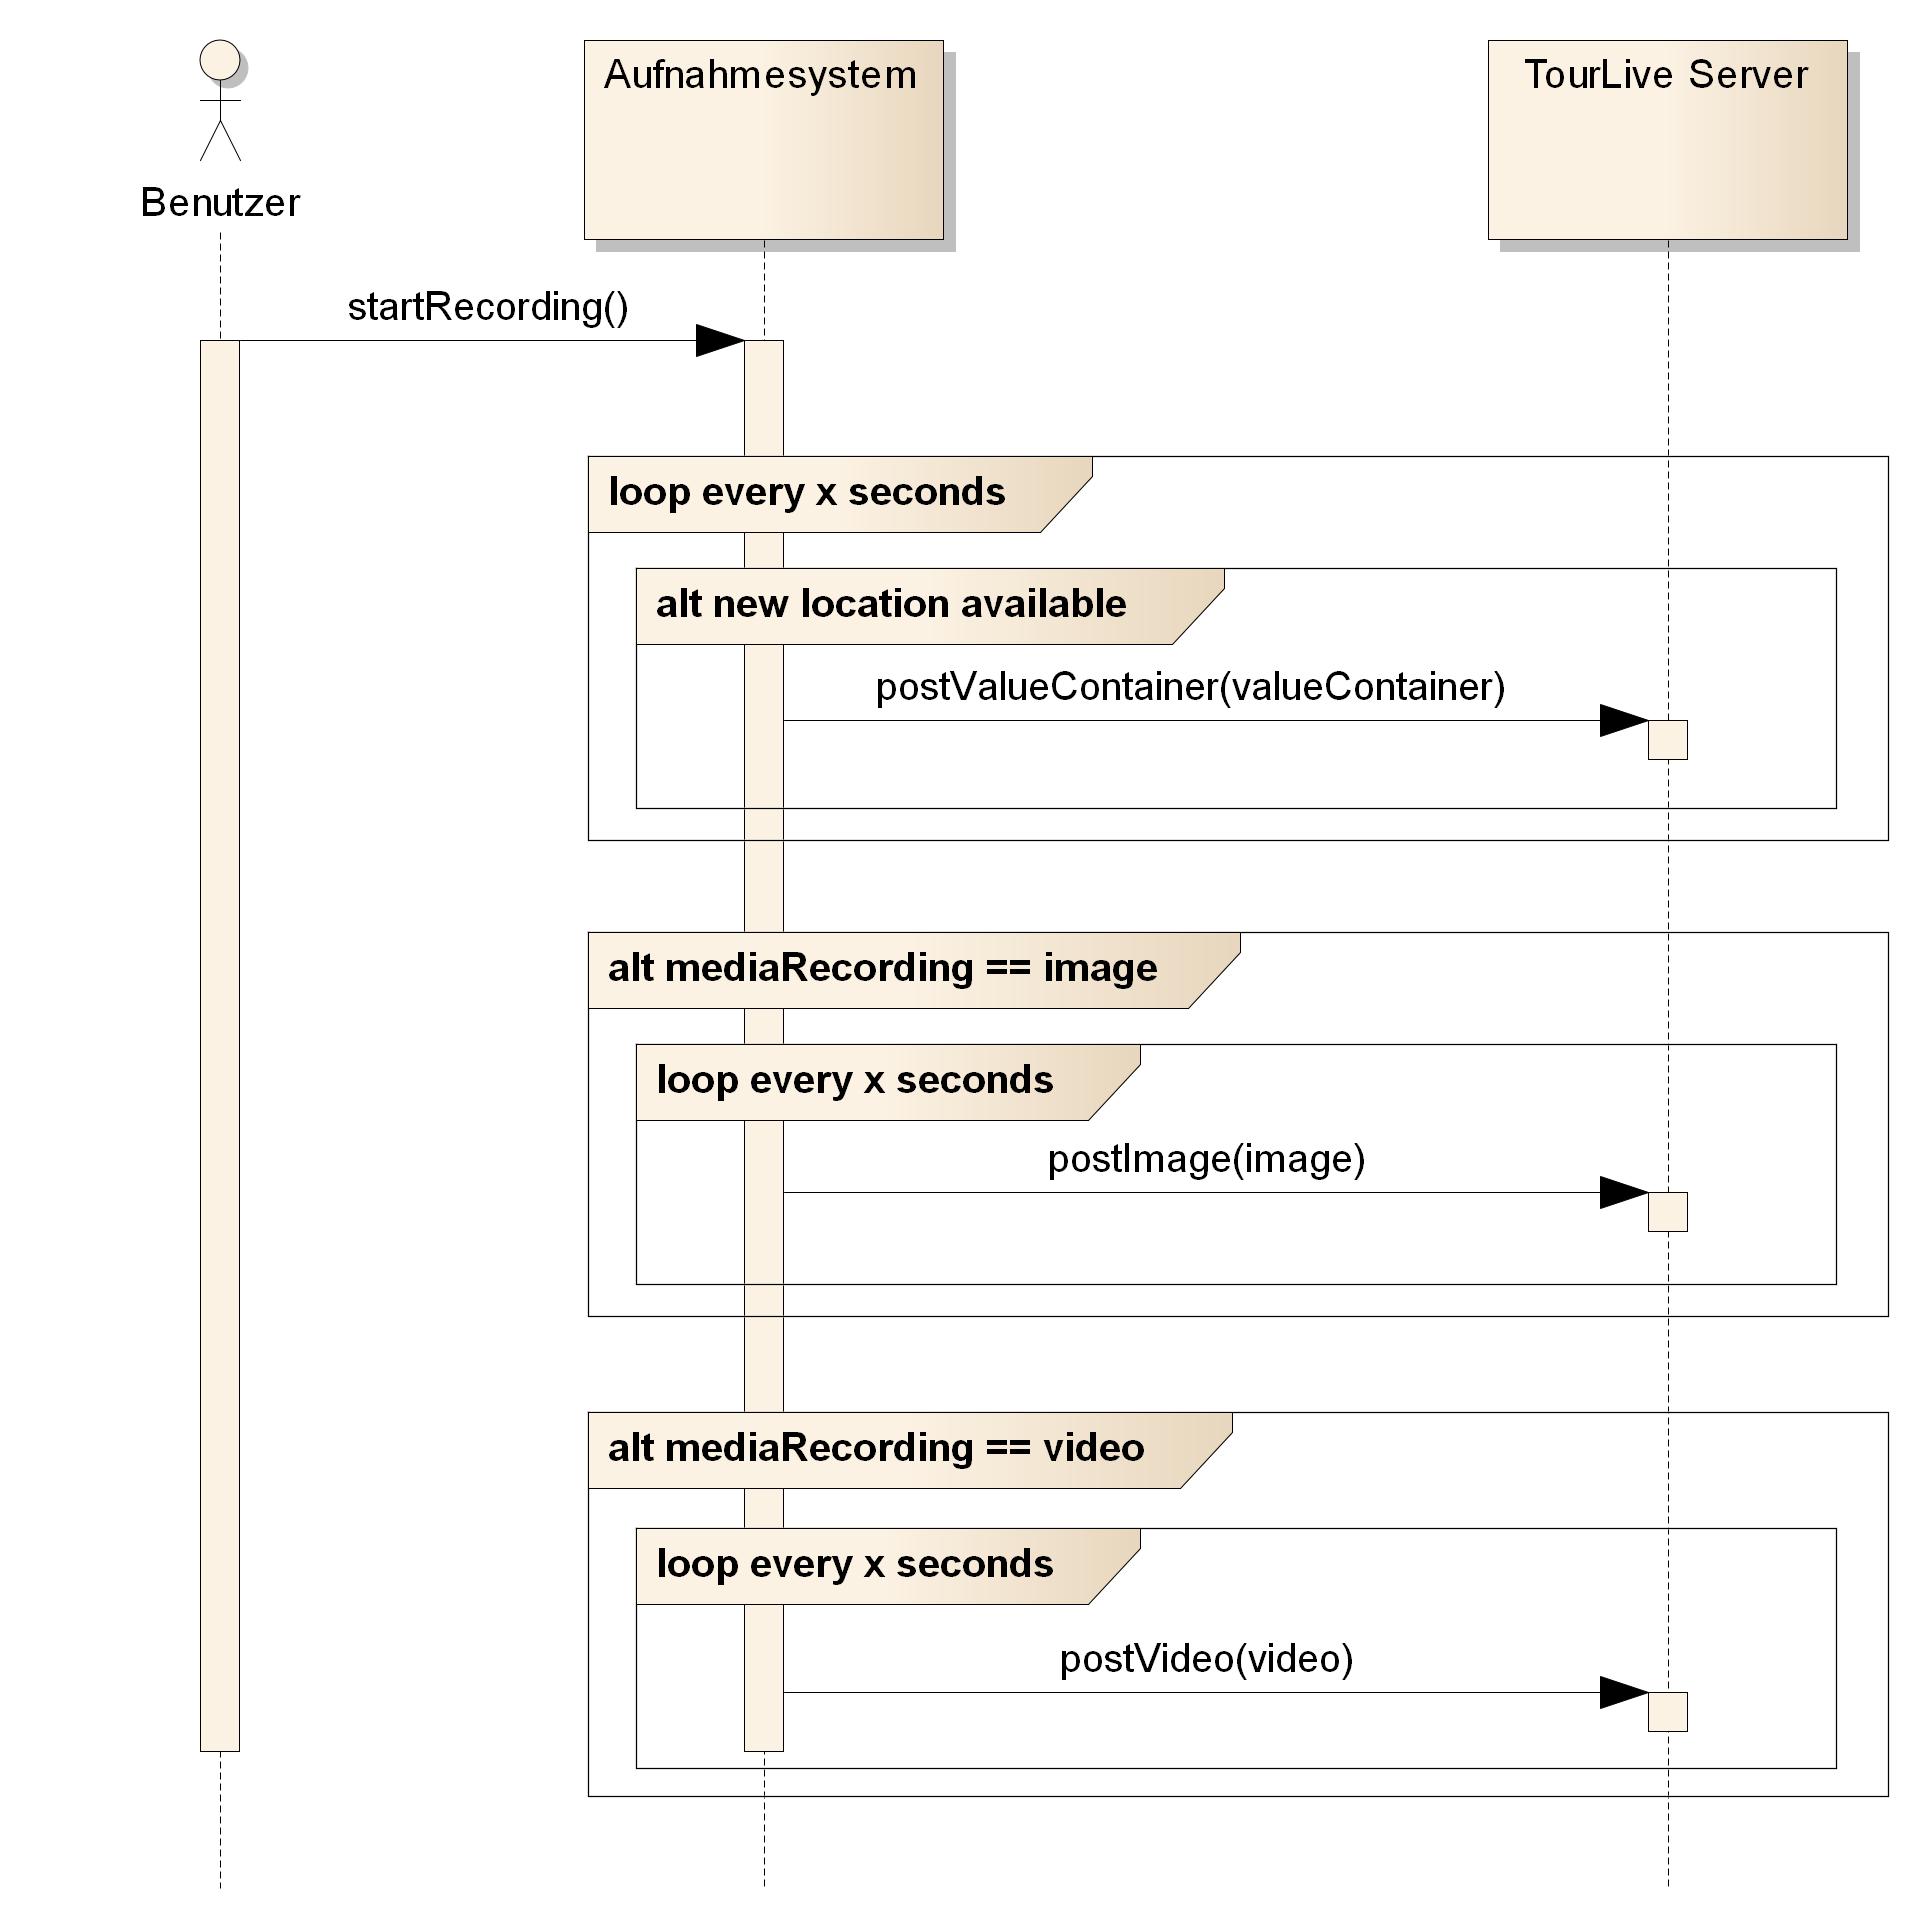 Benutzer
Aufnahmesystem
TourLive Server
startRecording()
loop every x seconds
alt new location available
postValueContainer(valueContainer)
alt mediaRecording == image
loop every x seconds
postImage(image)
alt mediaRecording == video
loop every x seconds
postVideo(video)